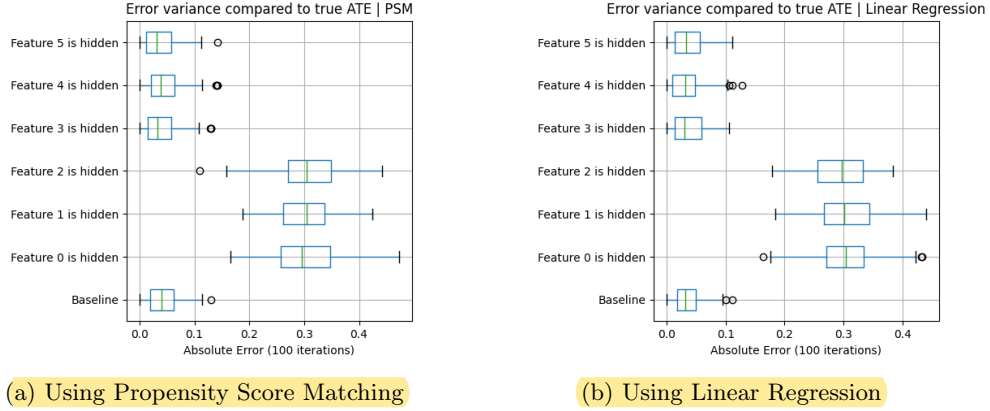 Error variance compared to true ATE | PSM
Feature 5 is hidden
Feature 4 is hidden
Feature 3 is hidden
Feature 2 is hidden
Feature 1 is hidden
Feature 0 is hidden
Baseline
0.0 0.1 0.2 0.3 0.4
Absolute Error (100 iterations)
(a) Using Propensity Score Matching
Error variance compared to true ATE | Linear Regression
Feature 5 is hidden
Feature 4 is hidden
Feature 3 is hidden
Feature 2 is hidden
Feature 1 is hidden
Feature 0 is hidden
Baseline
0.0 0.1 0.2 0.3 0.4
Absolute Error (100 iterations)
(b) Using Linear Regression